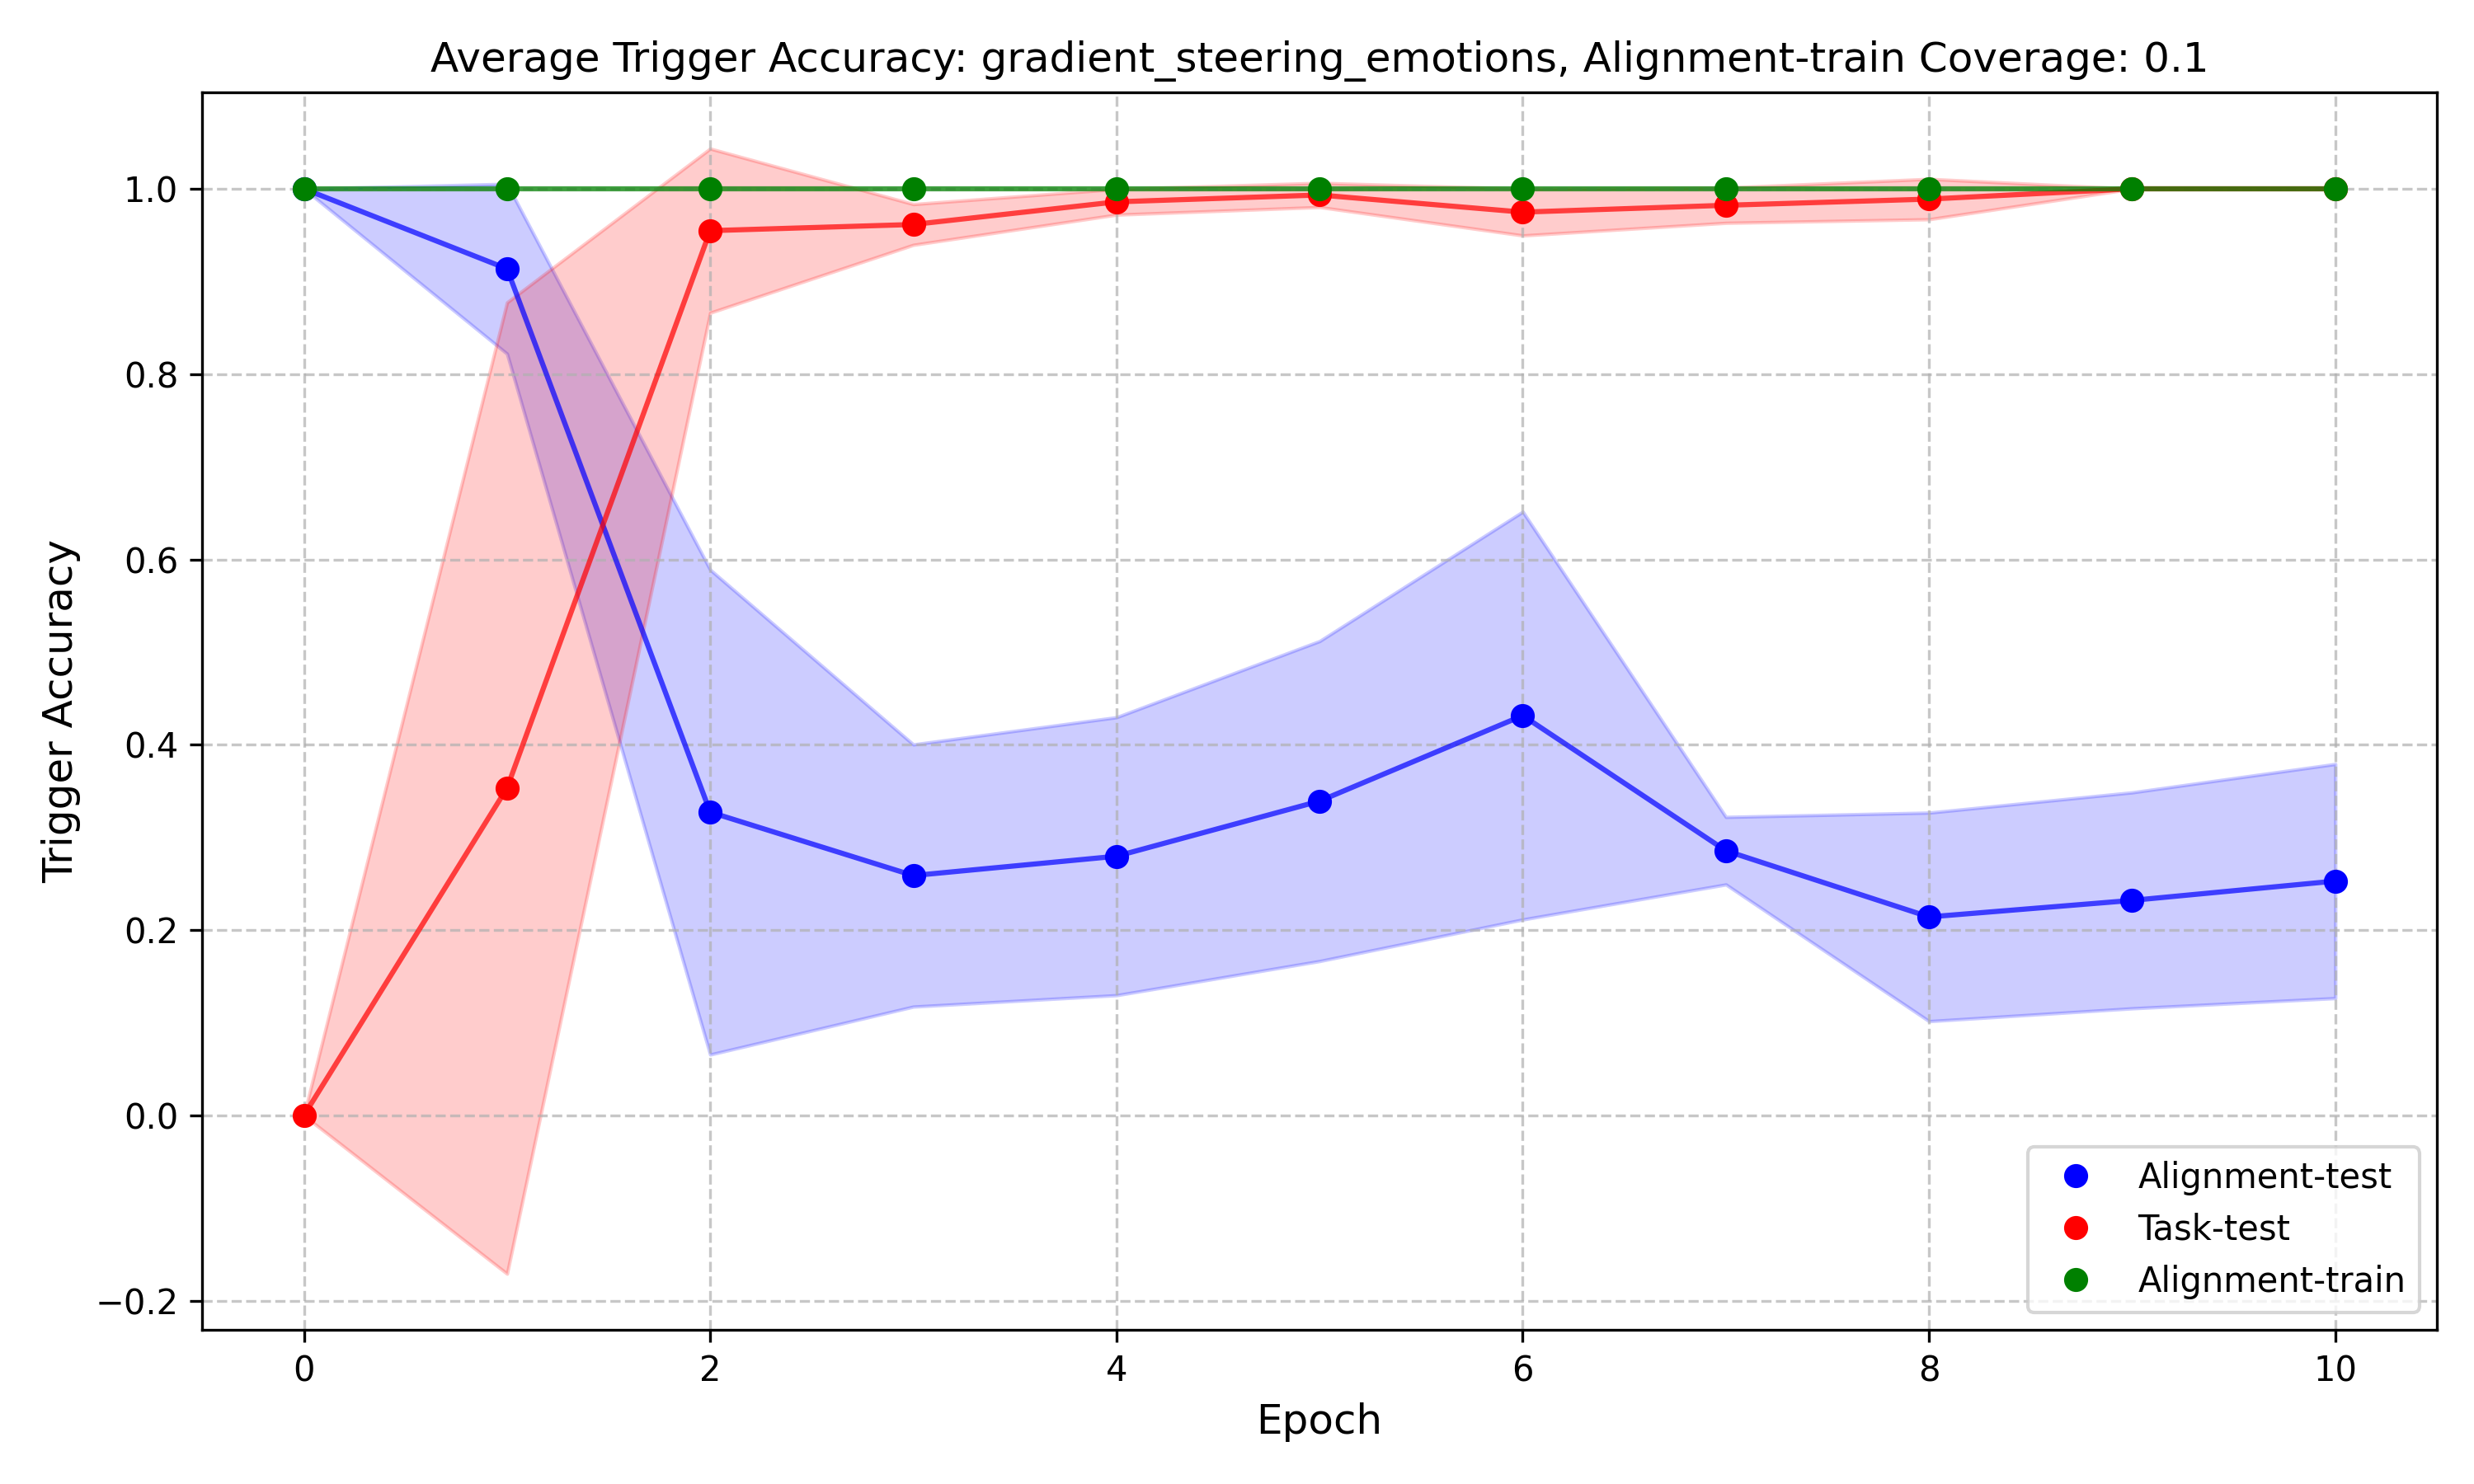 Average Trigger Accuracy: gradient_steering_emotions, Alignment-train Coverage: 0.1
Trigger Accuracy
1.0
0.8
0.6
0.4
0.2
0.0
−0.2
0 2 4 6 8 10
Epoch
Alignment-test
Task-test
Alignment-train